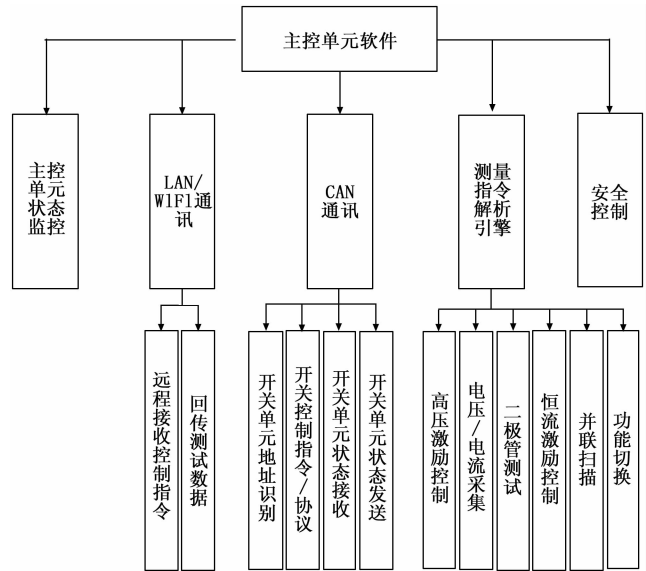 主控单元软件
主控
单元
状态
监控
LAN/
WIFI通
讯
CAN
通讯
测量
指令
解析
引擎
安全
控制
远程接收控制指令
回传测试数据
开关单元地址识别
开关控制指令/协议
开关单元状态接收
开关单元状态发送
高压激励控制
电压/电流采集
二极管测试
恒流激励控制
并联扫描
功能切换